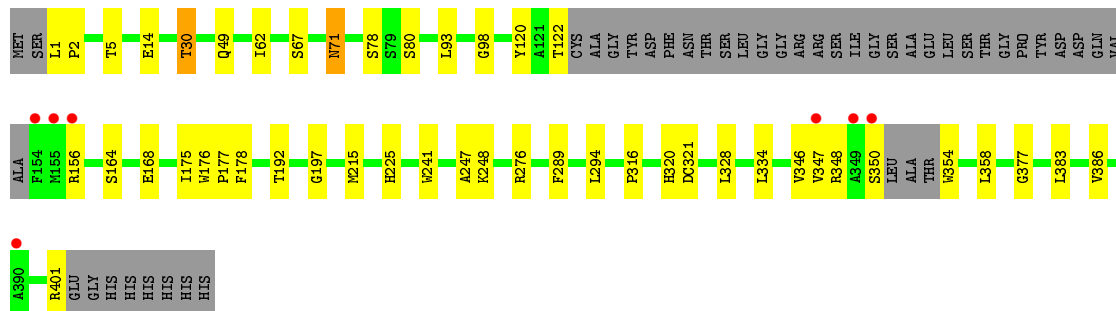 MET SER L1 P2 T5 E14 T30 Q49 I62 S67 N71 S78 S79 S80 L93 G98 Y120 A121 T122 CYS ALA GLY TYR ASP PHE ASN THR SER LEU GLY GLY ARG ARG SER ILE GLY SER ALA GLU LEU SER THR GLY PRO TYR ASP ASP GLN VAL
ALA F154 M155 R156 S164 E168 I175 W176 P177 F178 T192 G197 M215 H225 W241 A247 K248 R276 F289 L294 P316 H320 DC321 L328 L334 V346 V347 R348 A349 S350 LEU ALA THR W354 L358 G377 L383 V386
A390 R401 GLU GLY HIS HIS HIS HIS HIS HIS